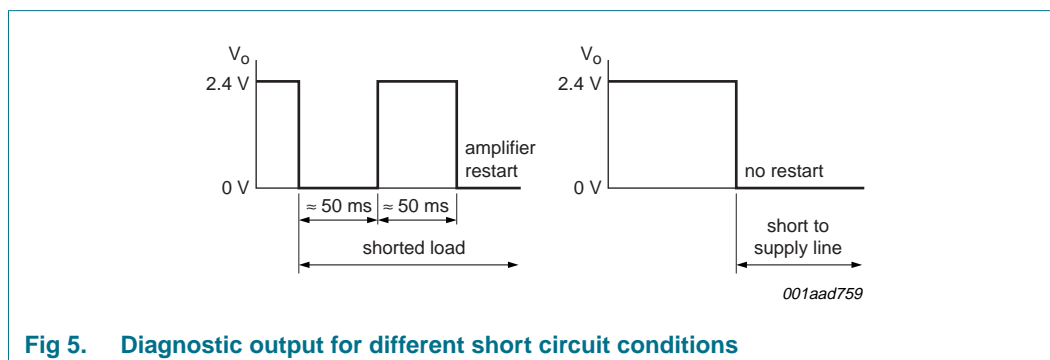 Vo
2.4 V
0 V
amplifier
restart
≈ 50 ms
≈ 50 ms
shorted load
Vo
2.4 V
0 V
no restart
short to
supply line
001aad759
Fig 5. Diagnostic output for different short circuit conditions